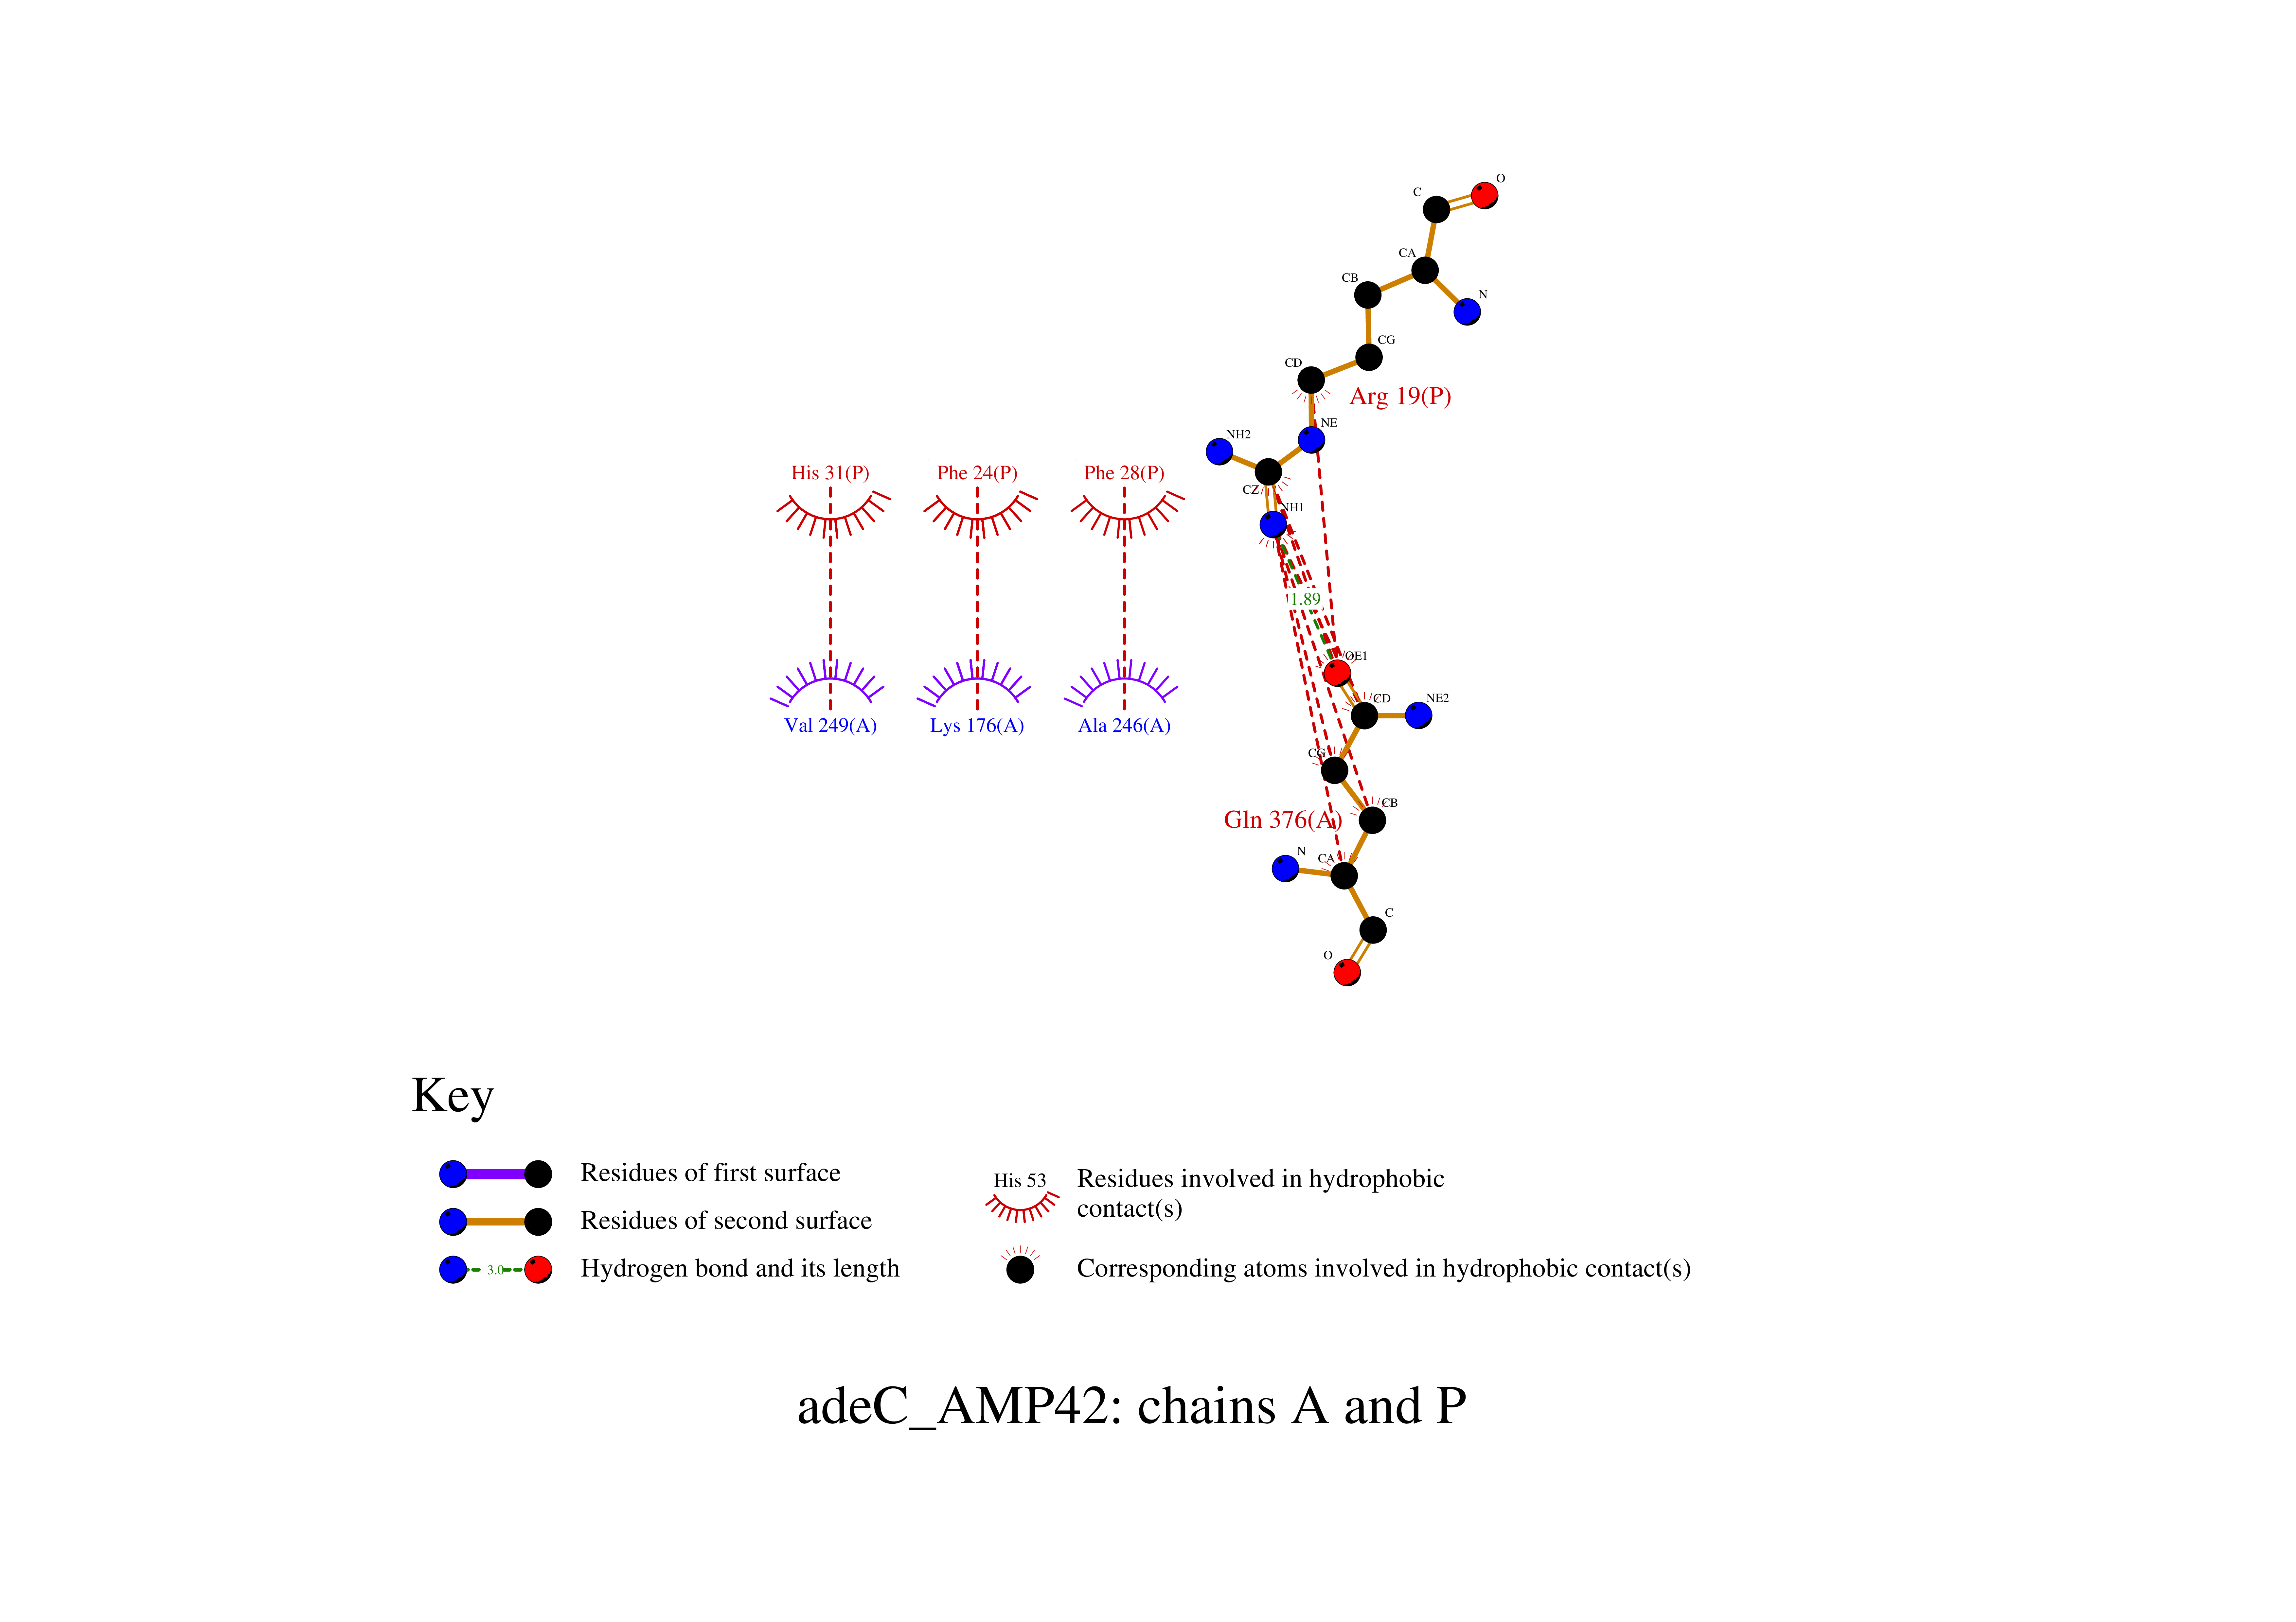 O
C
CA
CB
N
CG
CD
Arg 19(P)
NE
NH2
His 31(P) Phe 24(P) Phe 28(P)
CZ
NH1
1.89
OE1
CD NE2
Val 249(A) Lys 176(A) Ala 246(A)
CG
CB
Gln 376(A)
N
CA
C
O
Key
Residues of first surface
Residues of second surface
3.0 Hydrogen bond and its length
His 53 Residues involved in hydrophobic
contact(s)
Corresponding atoms involved in hydrophobic contact(s)
adeC_AMP42: chains A and P